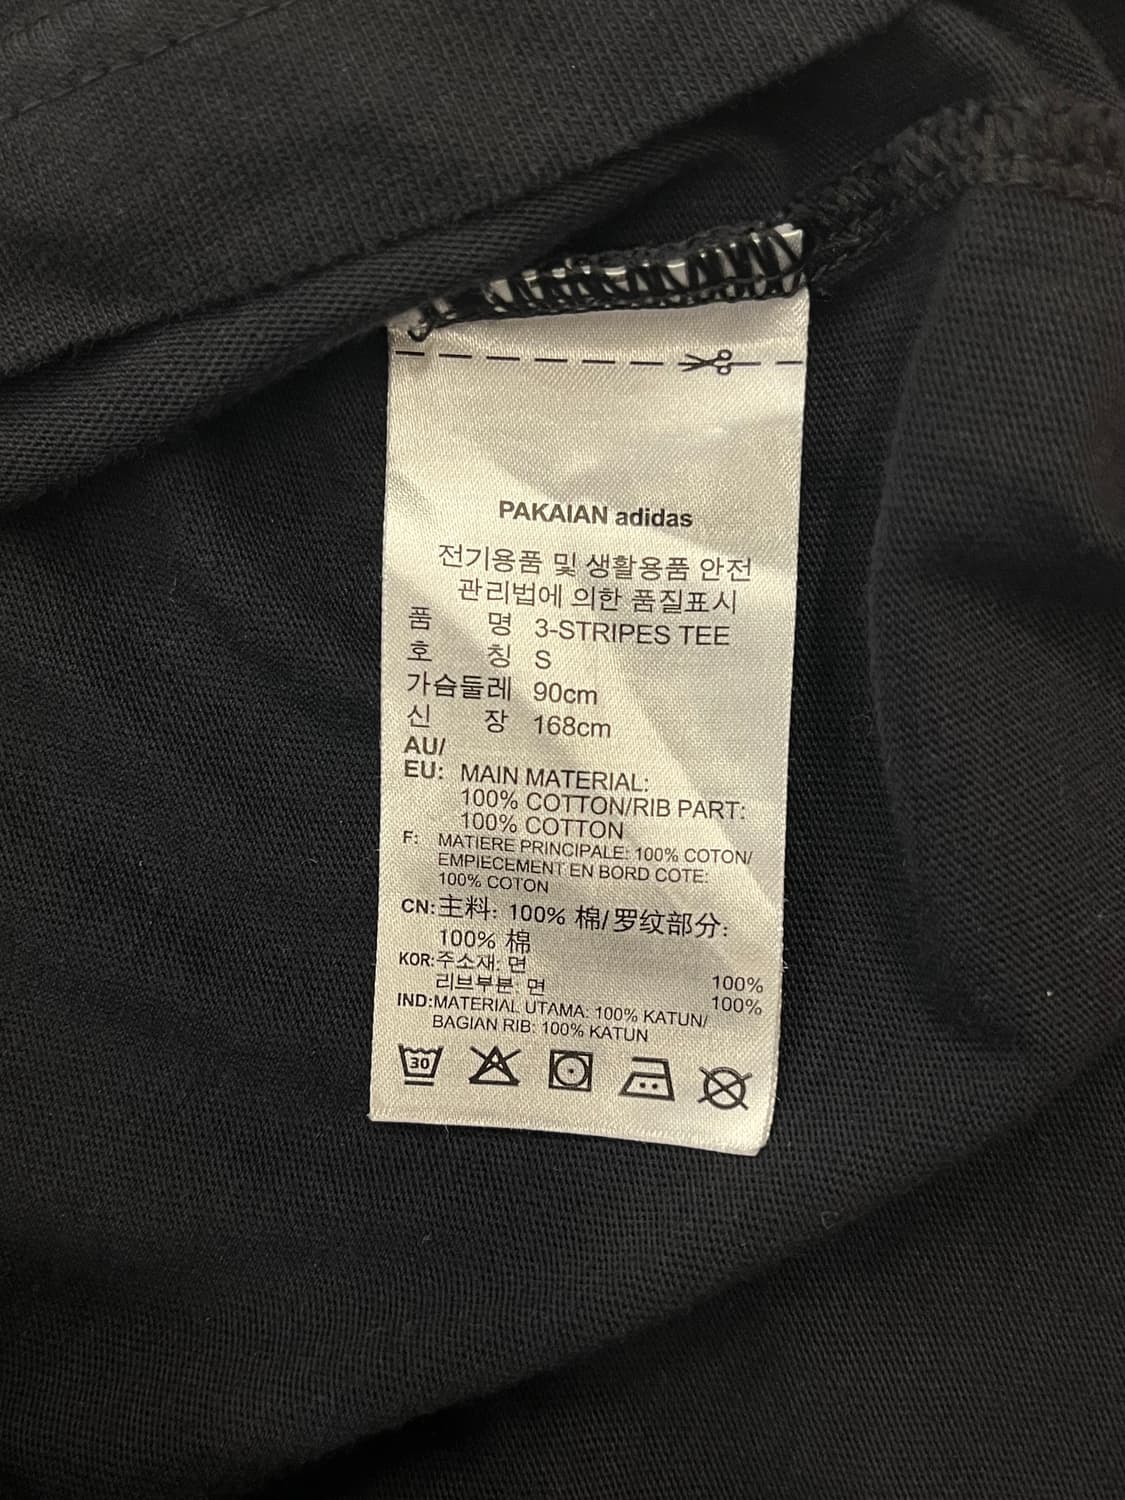 PAKAIAN adidas
전기용품 및 생활용품 안전
관리법에 의한 품질표시
품 명 3-STRIPES TEE
호 칭 S
가슴둘레 90cm
신 장 168cm
AU/
EU: MAIN MATERIAL:
100% COTTON/RIB PART:
100% COTTON
F: MATIERE PRINCIPALE: 100% COTON/
EMPIECEMENT EN BORD COTE:
100% COTON
CN:主料: 100% 棉/罗纹部分:
100% 棉
KOR:주소재: 면 100%
리브부분: 면 100%
IND:MATERIAL UTAMA: 100% KATUN/
BAGIAN RIB: 100% KATUN
30